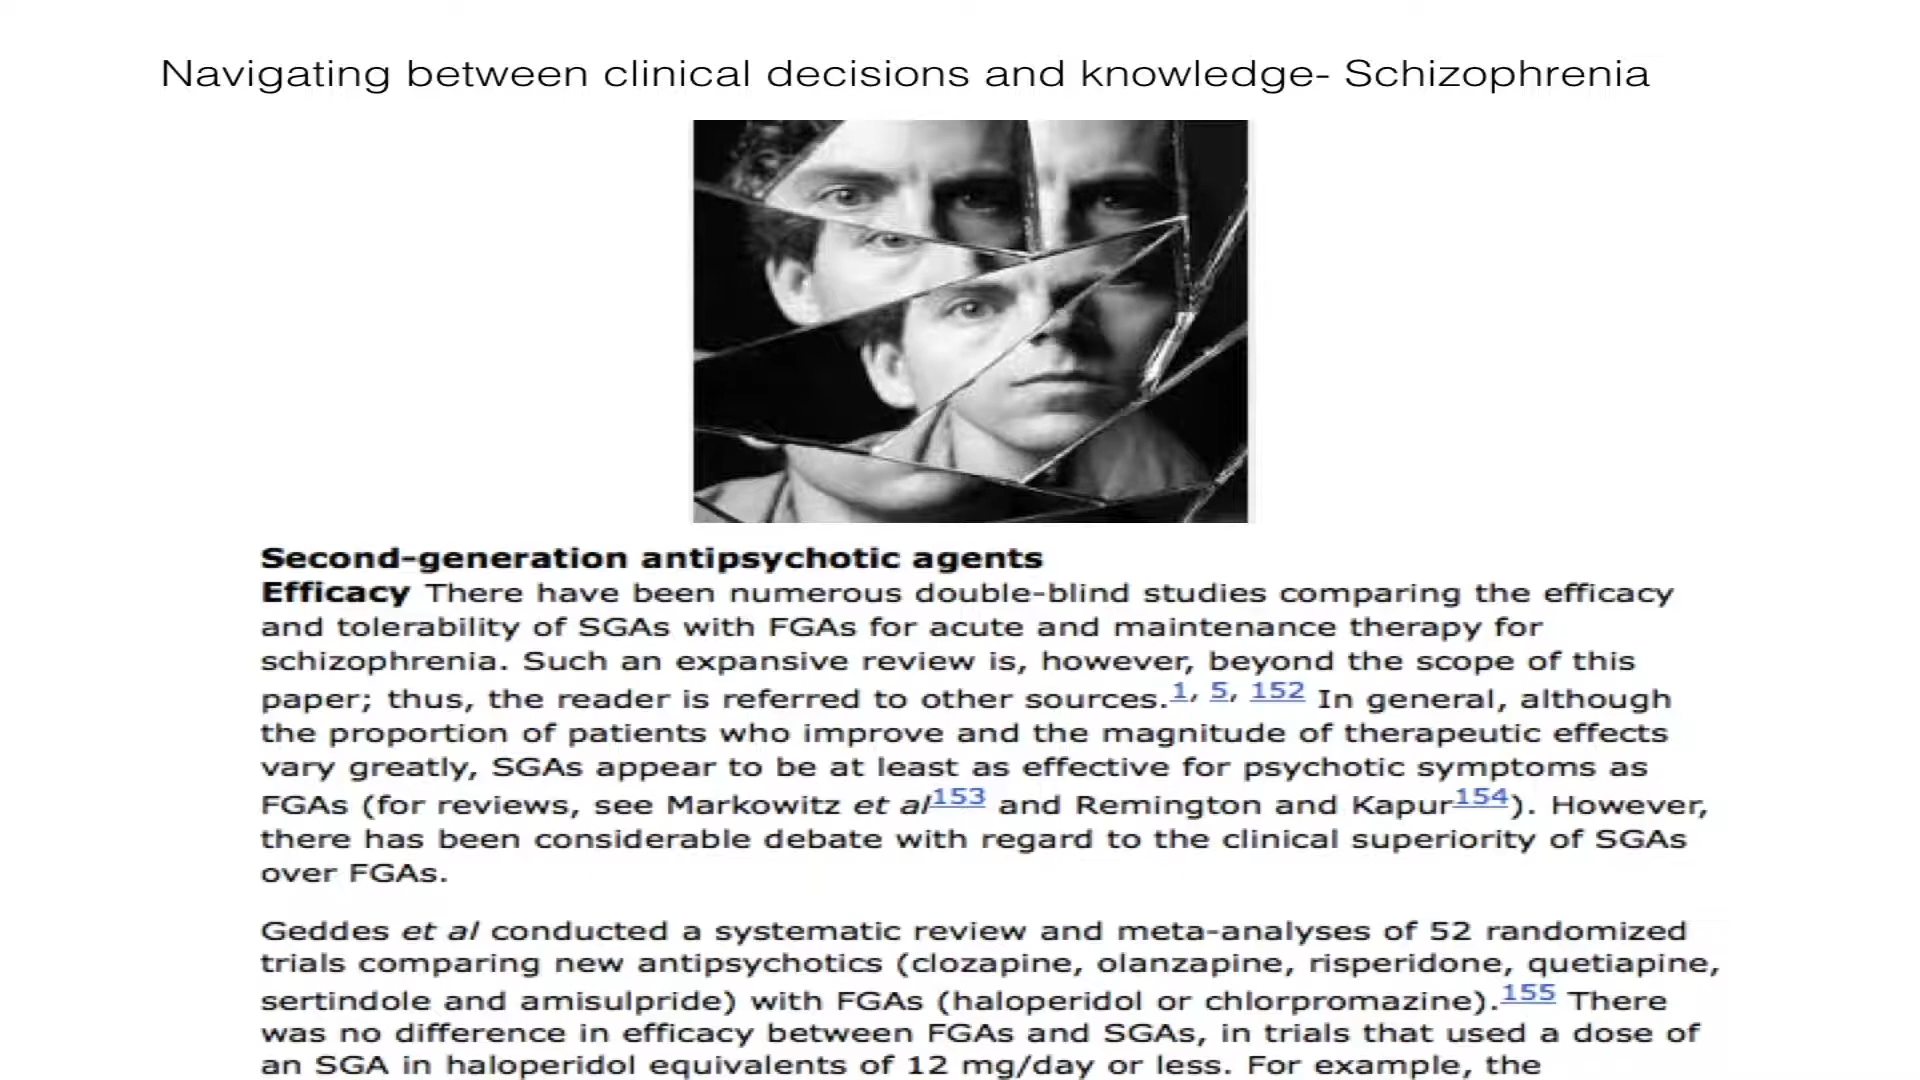 Navigating between clinical decisions and knowledge- Schizophrenia
Second-generation antipsychotic agents
Efficacy There have been numerous double-blind studies comparing the efficacy
and tolerability of SGAs with FGAs for acute and maintenance therapy for
schizophrenia. Such an expansive review is, however, beyond the scope of this
paper; thus, the reader is referred to other sources.1, 5, 152 In general, although
the proportion of patients who improve and the magnitude of therapeutic effects
vary greatly, SGAs appear to be at least as effective for psychotic symptoms as
FGAs (for reviews, see Markowitz et al153 and Remington and Kapur154). However,
there has been considerable debate with regard to the clinical superiority of SGAs
over FGAs.
Geddes et al conducted a systematic review and meta-analyses of 52 randomized
trials comparing new antipsychotics (clozapine, olanzapine, risperidone, quetiapine,
sertindole and amisulpride) with FGAs (haloperidol or chlorpromazine).155 There
was no difference in efficacy between FGAs and SGAs, in trials that used a dose of
an SGA in haloperidol equivalents of 12 mg/day or less. For example, the